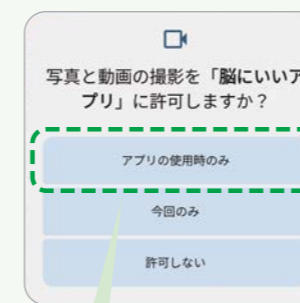 写真と動画の撮影を「脳にいいア
プリ」に許可しますか？
アプリの使用時のみ
今回のみ
許可しない